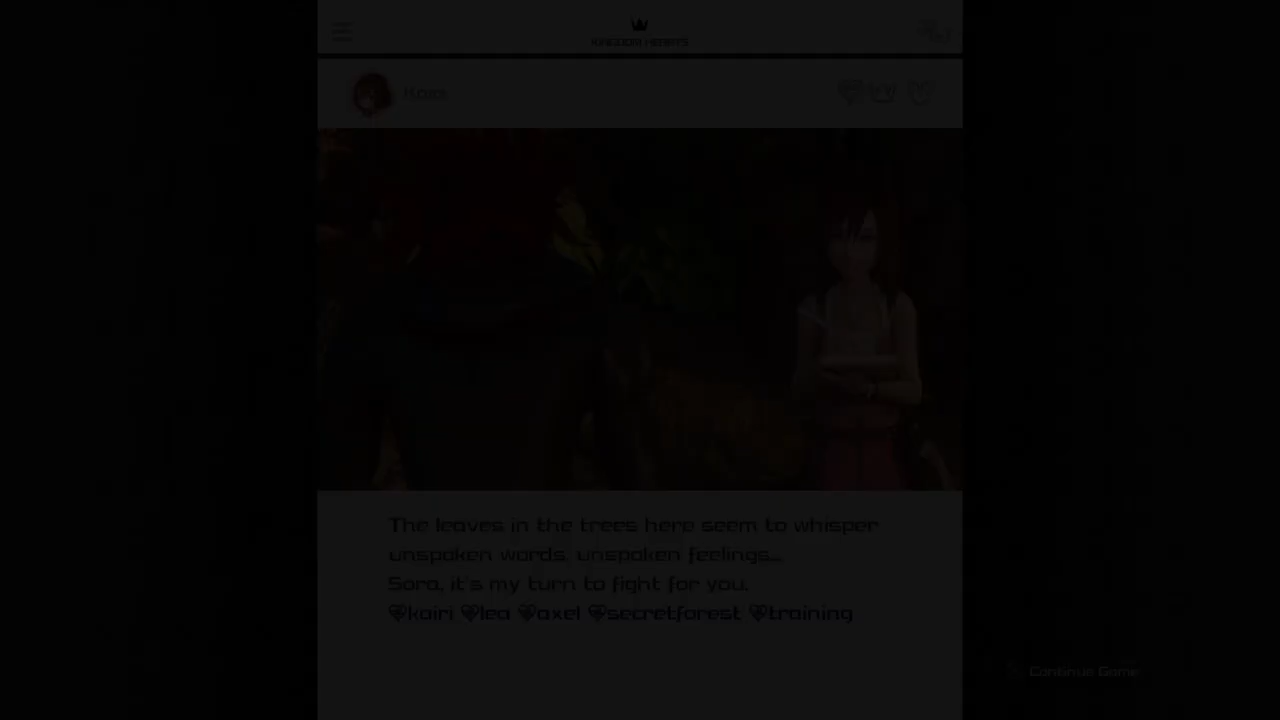 KINGDOM HEARTS
Kairi
The leaves in the trees here seem to whisper
unspoken words, unspoken feelings...
Sora, it's my turn to fight for you.
kairi lea axel secretforest training
Continue Game